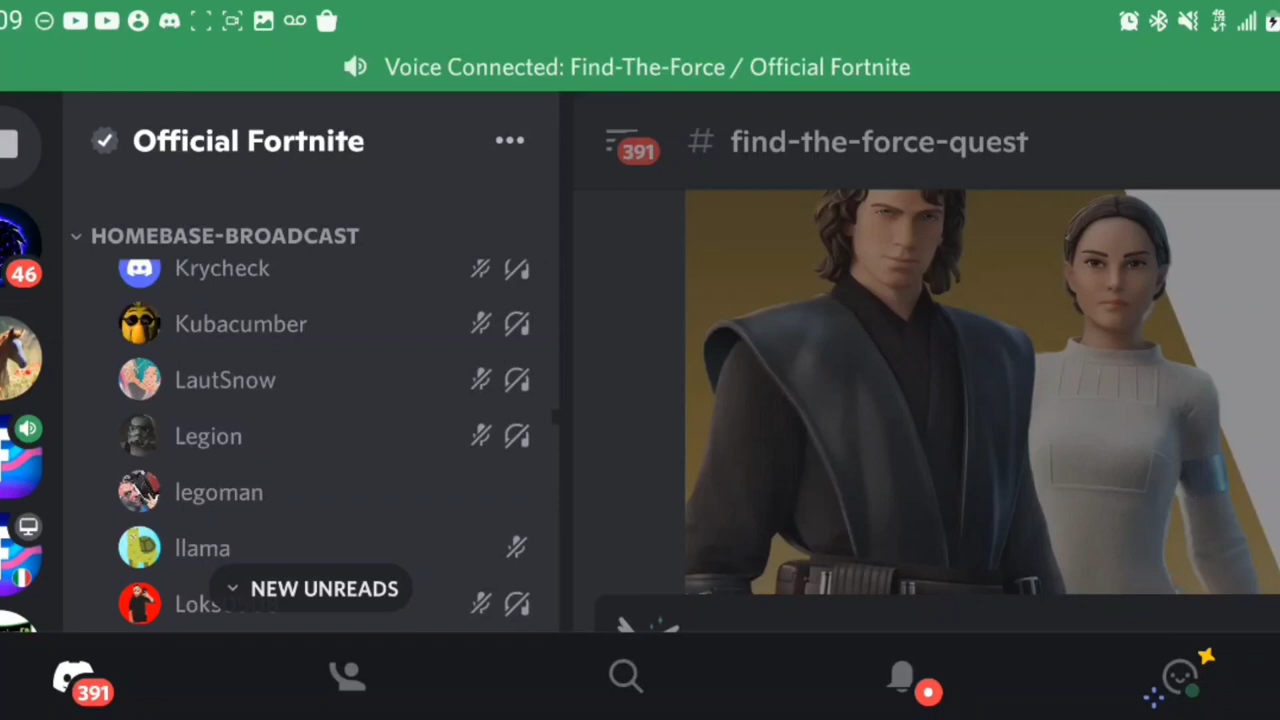 09
Voice Connected: Find-The-Force / Official Fortnite
Official Fortnite
391
# find-the-force-quest
HOMEBASE-BROADCAST
Krycheck
46
Kubacumber
LautSnow
Legion
legoman
llama
NEW UNREADS
391